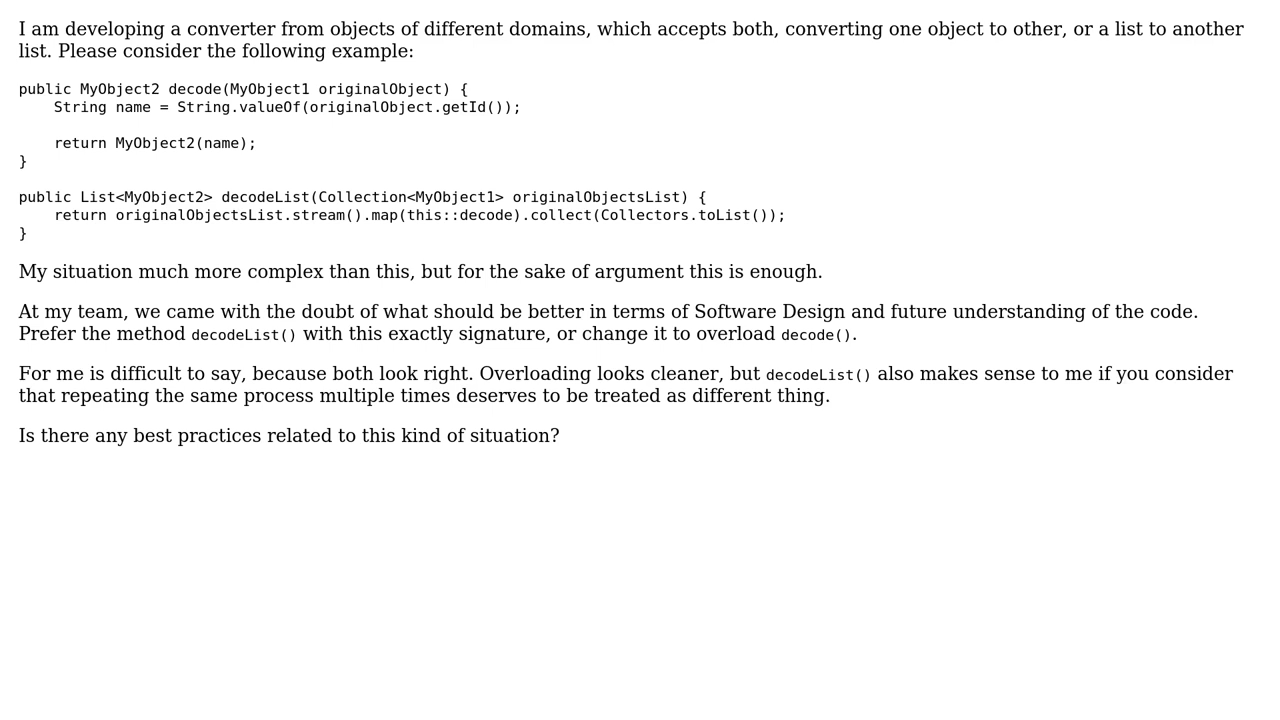 I am developing a converter from objects of different domains, which accepts both, converting one object to other, or a list to another
list. Please consider the following example:
public MyObject2 decode(MyObject1 originalObject) {
    String name = String.valueOf(originalObject.getId());
    return MyObject2(name);
}
public List<MyObject2> decodeList(Collection<MyObject1> originalObjectsList) {
    return originalObjectsList.stream().map(this::decode).collect(Collectors.toList());
}
My situation much more complex than this, but for the sake of argument this is enough.
At my team, we came with the doubt of what should be better in terms of Software Design and future understanding of the code.
Prefer the method decodeList() with this exactly signature, or change it to overload decode().
For me is difficult to say, because both look right. Overloading looks cleaner, but decodeList() also makes sense to me if you consider
that repeating the same process multiple times deserves to be treated as different thing.
Is there any best practices related to this kind of situation?